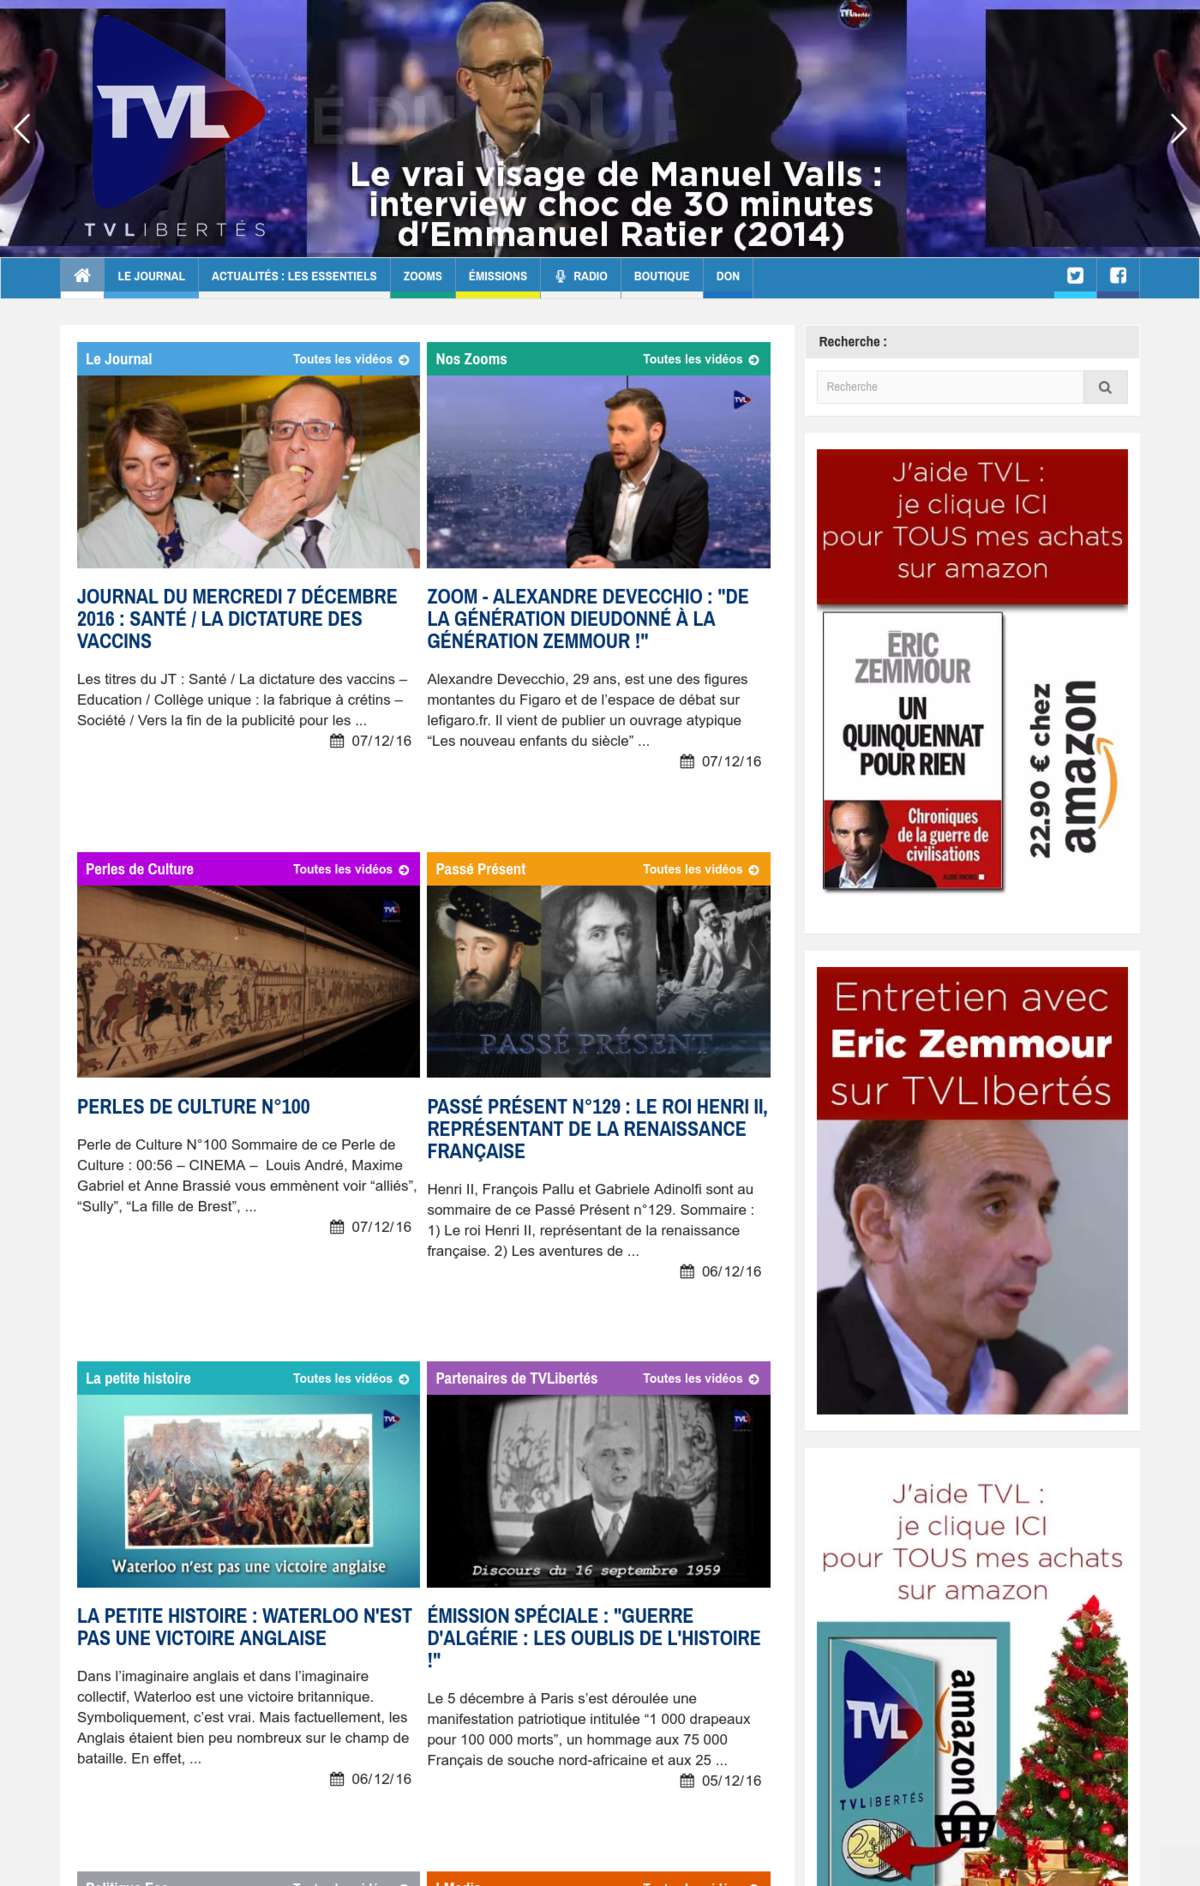 TVL
TVLIBERTÉS
TVLibertés
É DU JOUR
Le vrai visage de Manuel Valls :
interview choc de 30 minutes
d'Emmanuel Ratier (2014)
LE JOURNAL
ACTUALITÉS : LES ESSENTIELS
ZOOMS
ÉMISSIONS
RADIO
BOUTIQUE
DON
Le Journal
Toutes les vidéos
JOURNAL DU MERCREDI 7 DÉCEMBRE
2016 : SANTÉ / LA DICTATURE DES
VACCINS
Les titres du JT : Santé / La dictature des vaccins –
Education / Collège unique : la fabrique à crétins –
Société / Vers la fin de la publicité pour les ...
07/12/16
Nos Zooms
Toutes les vidéos
TVL
ZOOM - ALEXANDRE DEVECCHIO : "DE
LA GÉNÉRATION DIEUDONNÉ À LA
GÉNÉRATION ZEMMOUR !"
Alexandre Devecchio, 29 ans, est une des figures
montantes du Figaro et de l'espace de débat sur
lefigaro.fr. Il vient de publier un ouvrage atypique
“Les nouveau enfants du siècle” ...
07/12/16
Perles de Culture
Toutes les vidéos
TVL
PERLES DE CULTURE N°100
Perle de Culture N°100 Sommaire de ce Perle de
Culture : 00:56 – CINEMA – Louis André, Maxime
Gabriel et Anne Brassié vous emmènent voir “alliés”,
“Sully”, “La fille de Brest”, ...
07/12/16
Passé Présent
Toutes les vidéos
PASSÉ PRÉSENT
PASSÉ PRÉSENT N°129 : LE ROI HENRI II,
REPRÉSENTANT DE LA RENAISSANCE
FRANÇAISE
Henri II, François Pallu et Gabriele Adinolfi sont au
sommaire de ce Passé Présent n°129. Sommaire :
1) Le roi Henri II, représentant de la renaissance
française. 2) Les aventures de ...
06/12/16
La petite histoire
Toutes les vidéos
TVL
Waterloo n'est pas une victoire anglaise
LA PETITE HISTOIRE : WATERLOO N'EST
PAS UNE VICTOIRE ANGLAISE
Dans l'imaginaire anglais et dans l'imaginaire
collectif, Waterloo est une victoire britannique.
Symboliquement, c'est vrai. Mais factuellement, les
Anglais étaient bien peu nombreux sur le champ de
bataille. En effet, ...
06/12/16
Partenaires de TVLibertés
Toutes les vidéos
TVL
Discours du 16 septembre 1959
ÉMISSION SPÉCIALE : "GUERRE
D'ALGÉRIE : LES OUBLIS DE L'HISTOIRE
!"
Le 5 décembre à Paris s'est déroulée une
manifestation patriotique intitulée “1 000 drapeaux
pour 100 000 morts”, un hommage aux 75 000
Français de souche nord-africaine et aux 25 ...
05/12/16
Recherche :
Recherche
J'aide TVL :
je clique ICI
pour TOUS mes achats
sur amazon
ÉRIC
ZEMMOUR
UN
QUINQUENNAT
POUR RIEN
Chroniques
de la guerre de
civilisations
22.90 € chez
amazon
Entretien avec
Eric Zemmour
sur TVLIbertés
J'aide TVL :
je clique ICI
pour TOUS mes achats
sur amazon
TVL
TVLIBERTÉS
amazon
2